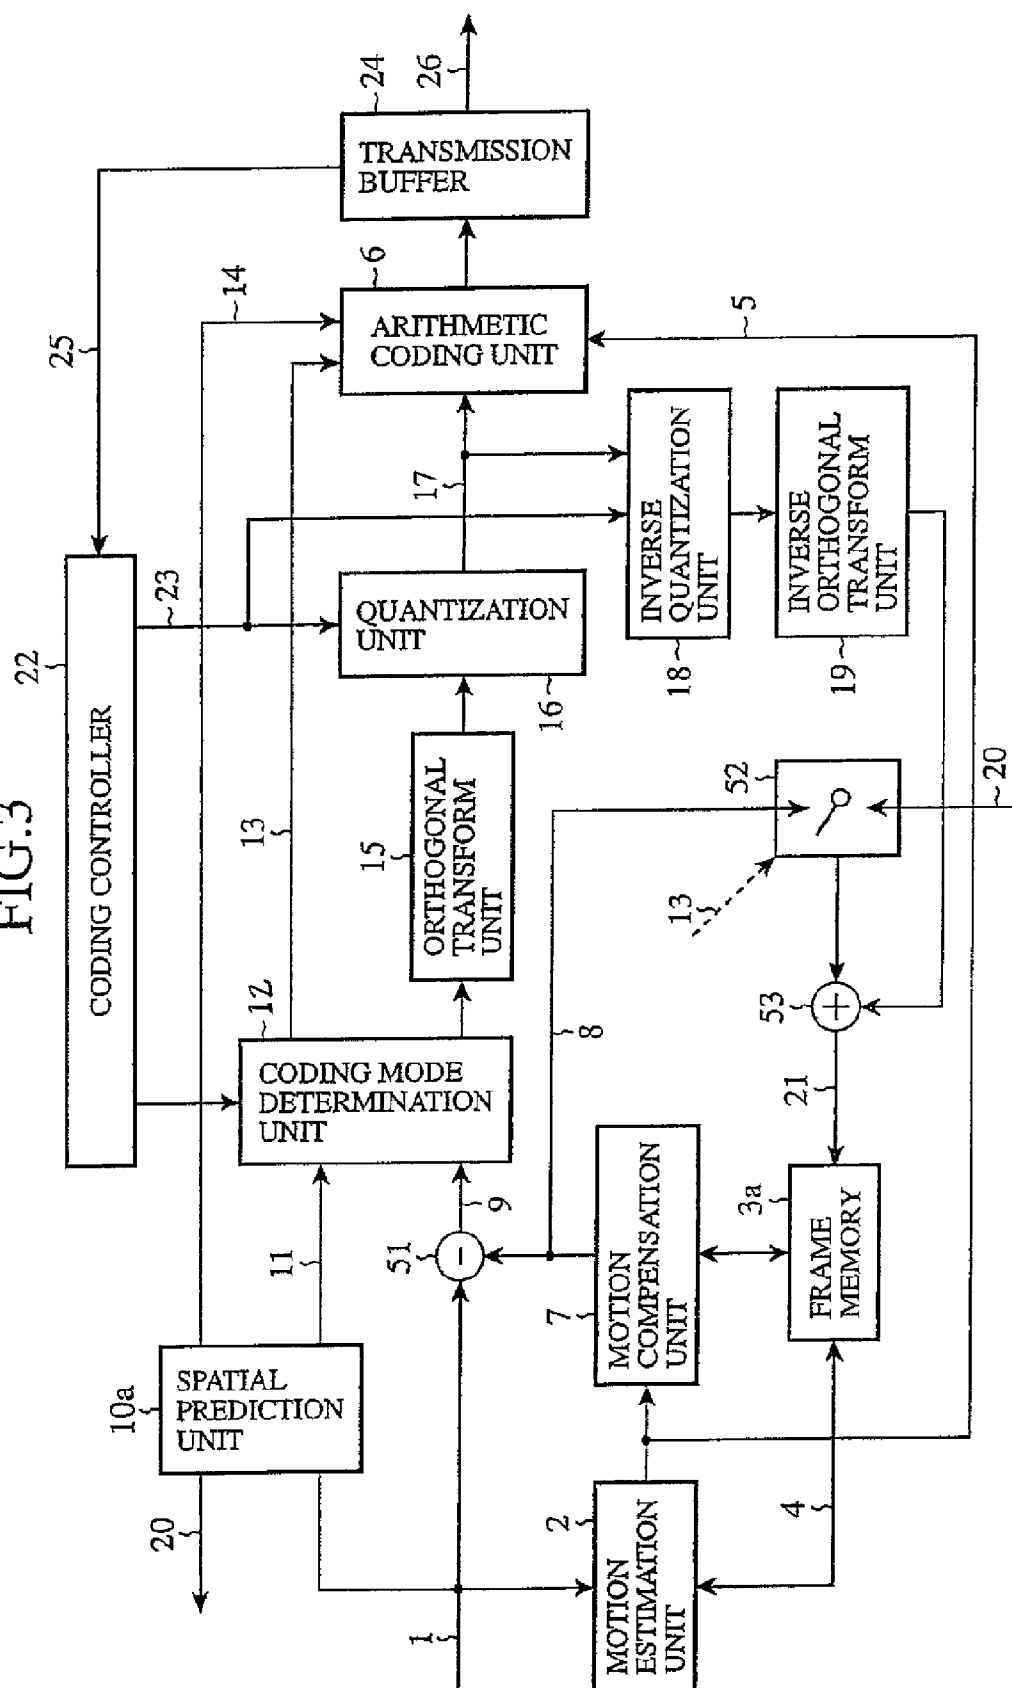 FIG.3
22
CODING CONTROLLER
25
23
14
13
24
TRANSMISSION
BUFFER
26
6
ARITHMETIC
CODING UNIT
5
17
QUANTIZATION
UNIT
16
15
ORTHOGONAL
TRANSFORM
UNIT
12
CODING MODE
DETERMINATION
UNIT
11
9
51
10a
SPATIAL
PREDICTION
UNIT
20
1
INVERSE
QUANTIZATION
UNIT
18
INVERSE
ORTHOGONAL
TRANSFORM
UNIT
19
52
13
20
53
8
21
7
MOTION
COMPENSATION
UNIT
3a
FRAME
MEMORY
2
MOTION
ESTIMATION
UNIT
4